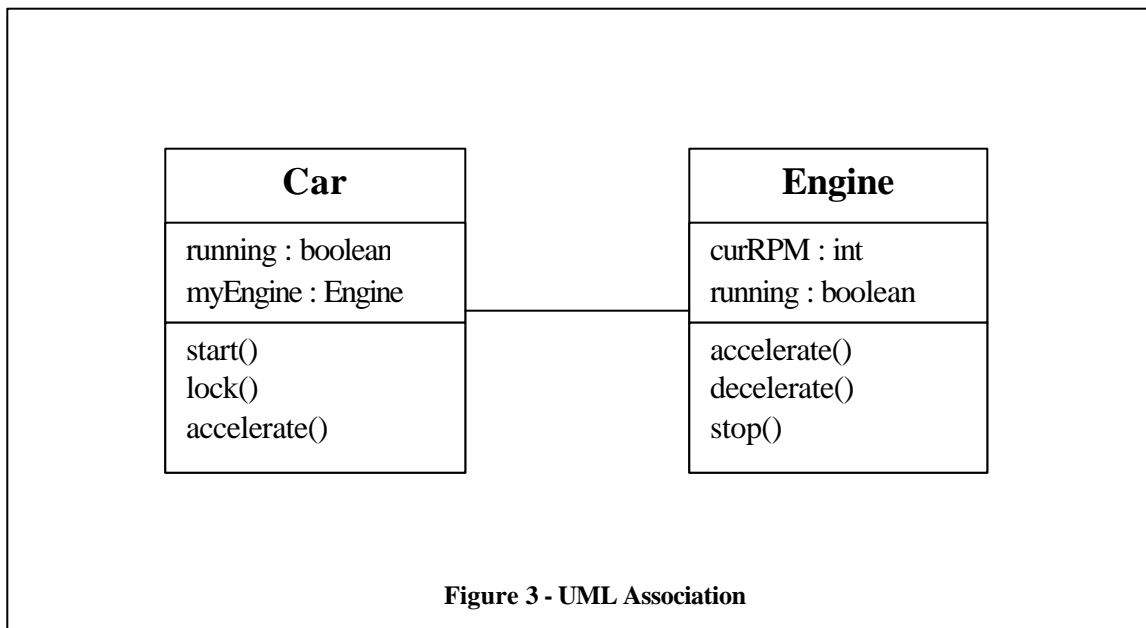 Car
running : boolean
myEngine : Engine
start()
lock()
accelerate()
Engine
curRPM : int
running : boolean
accelerate()
decelerate()
stop()
Figure 3 - UML Association